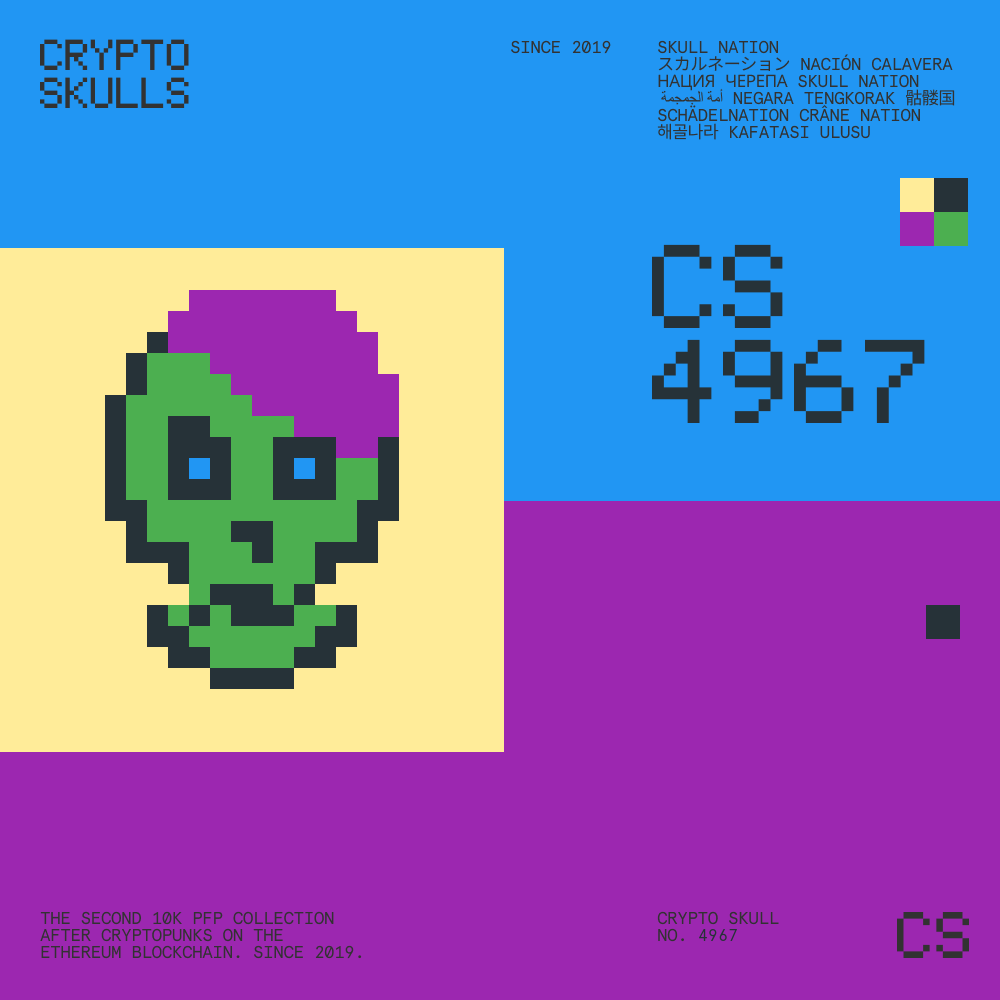 CRYPTO
SKULLS
SINCE 2019
SKULL NATION
スカルネーション NACIÓN CALAVERA
НАЦИЯ ЧЕРЕПА SKULL NATION
أمة الجمجمة NEGARA TENGKORAK 骷髅国
SCHÄDELNATION CRÂNE NATION
해골나라 KAFATASI ULUSU
CS
4967
THE SECOND 10K PFP COLLECTION
AFTER CRYPTOPUNKS ON THE
ETHEREUM BLOCKCHAIN. SINCE 2019.
CRYPTO SKULL
NO. 4967
CS